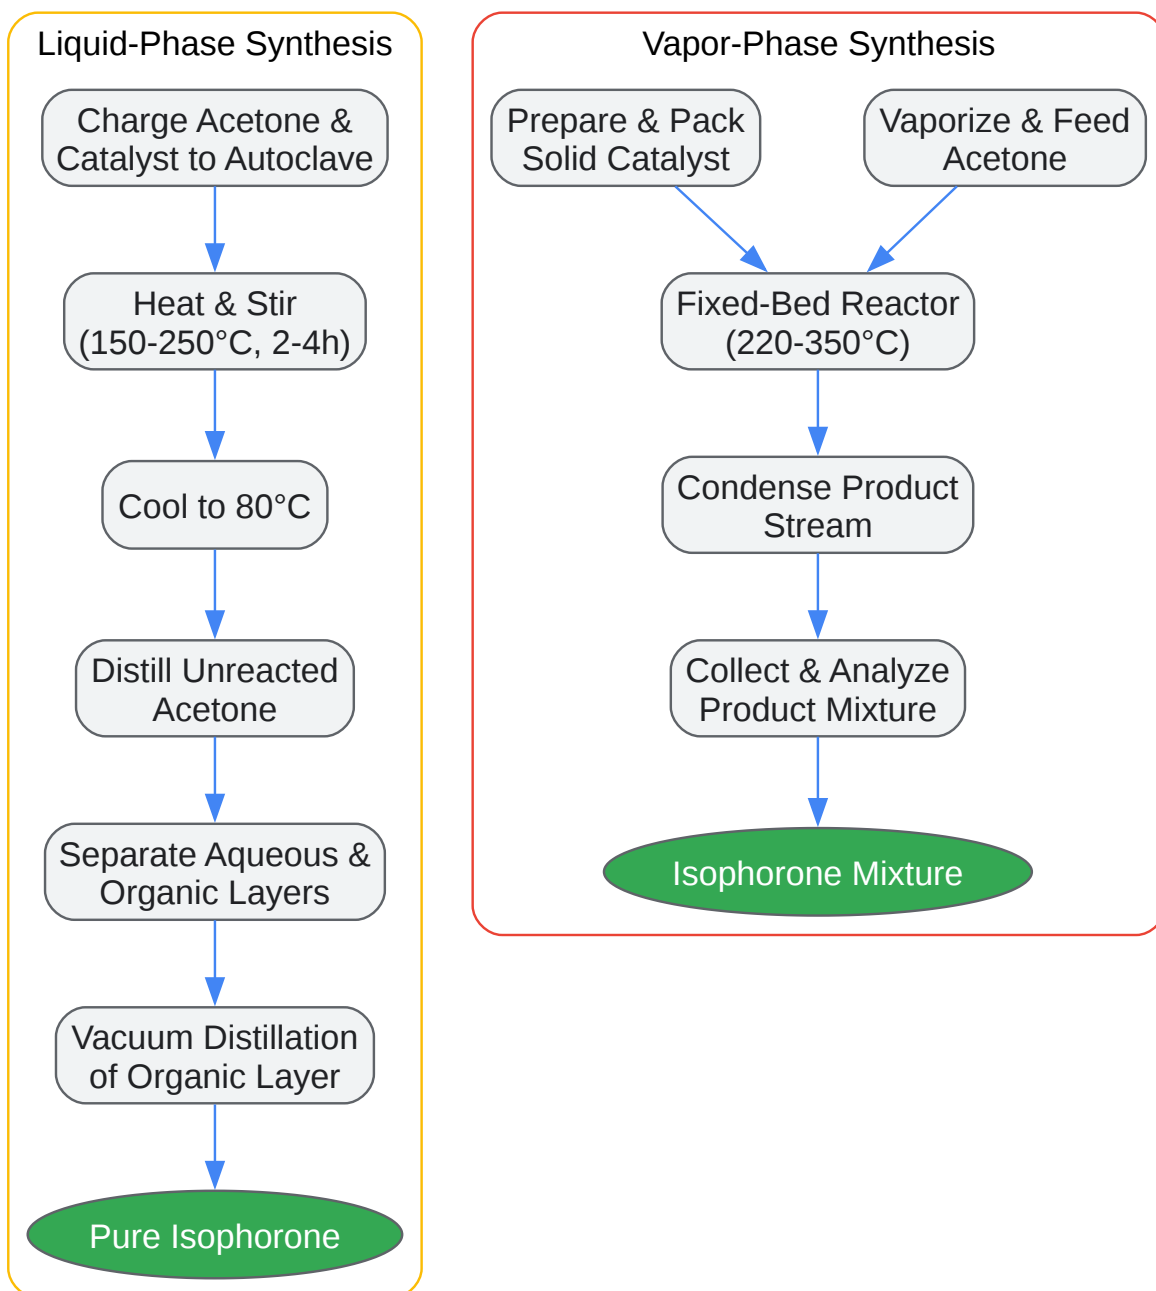 Liquid-Phase Synthesis
Charge Acetone &
Catalyst to Autoclave
Heat & Stir
(150-250°C, 2-4h)
Cool to 80°C
Distill Unreacted
Acetone
Separate Aqueous &
Organic Layers
Vacuum Distillation
of Organic Layer
Pure Isophorone
Vapor-Phase Synthesis
Prepare & Pack
Solid Catalyst
Vaporize & Feed
Acetone
Fixed-Bed Reactor
(220-350°C)
Condense Product
Stream
Collect & Analyze
Product Mixture
Isophorone Mixture